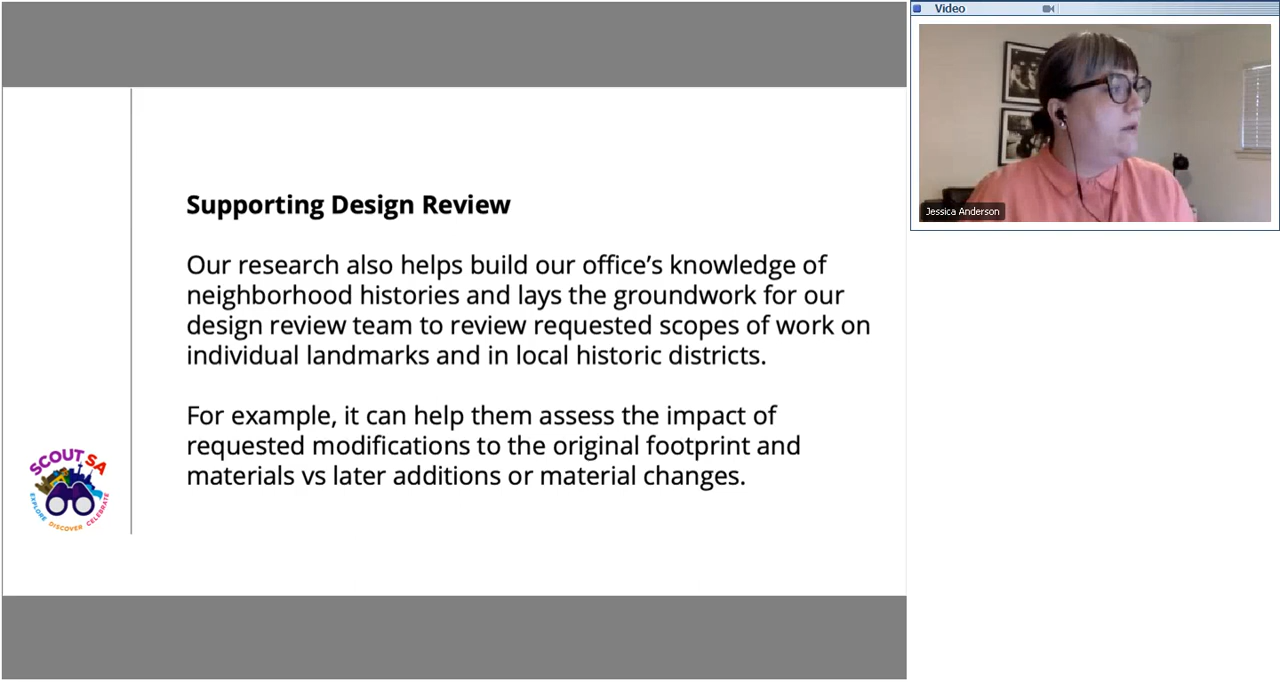 Video
Jessica Anderson
Supporting Design Review
Our research also helps build our office’s knowledge of
neighborhood histories and lays the groundwork for our
design review team to review requested scopes of work on
individual landmarks and in local historic districts.
For example, it can help them assess the impact of
requested modifications to the original footprint and
materials vs later additions or material changes.
SCOUT SA
EXPLORE DISCOVER CELEBRATE